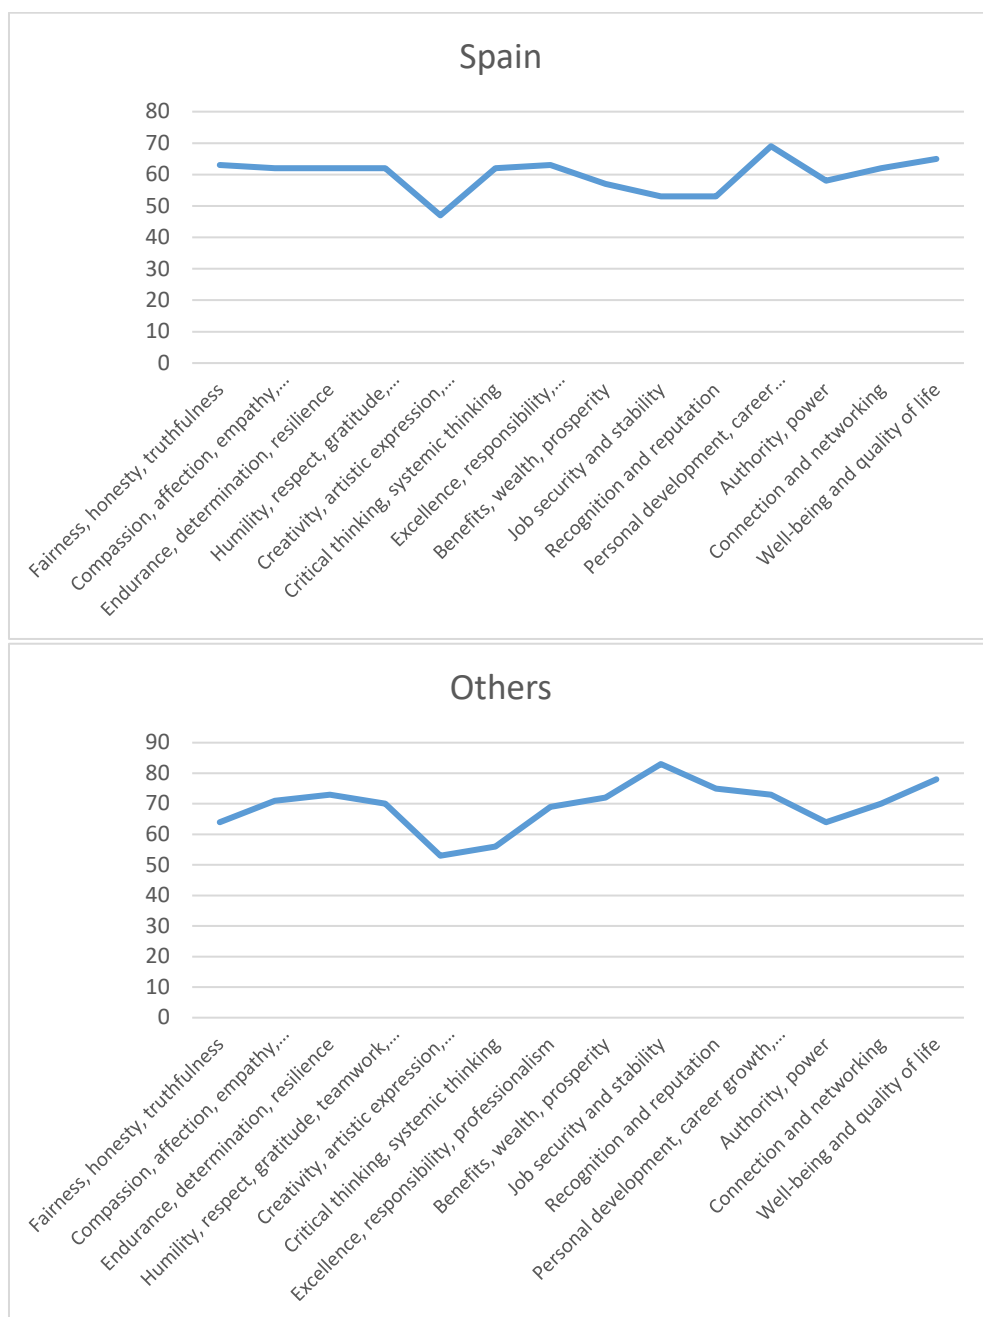 Spain
80
70
60
50
40
30
20
10
0
Fairness, honesty, truthfulness
Compassion, affection, empathy,...
Endurance, determination, resilience
Humility, respect, gratitude,...
Creativity, artistic expression,...
Critical thinking, systemic thinking
Excellence, responsibility,...
Benefits, wealth, prosperity
Job security and stability
Recognition and reputation
Personal development, career...
Authority, power
Connection and networking
Well-being and quality of life
Others
90
80
70
60
50
40
30
20
10
0
Fairness, honesty, truthfulness
Compassion, affection, empathy,...
Endurance, determination, resilience
Humility, respect, gratitude, teamwork,...
Creativity, artistic expression,...
Critical thinking, systemic thinking
Excellence, responsibility, professionalism
Benefits, wealth, prosperity
Job security and stability
Recognition and reputation
Personal development, career growth,...
Authority, power
Connection and networking
Well-being and quality of life